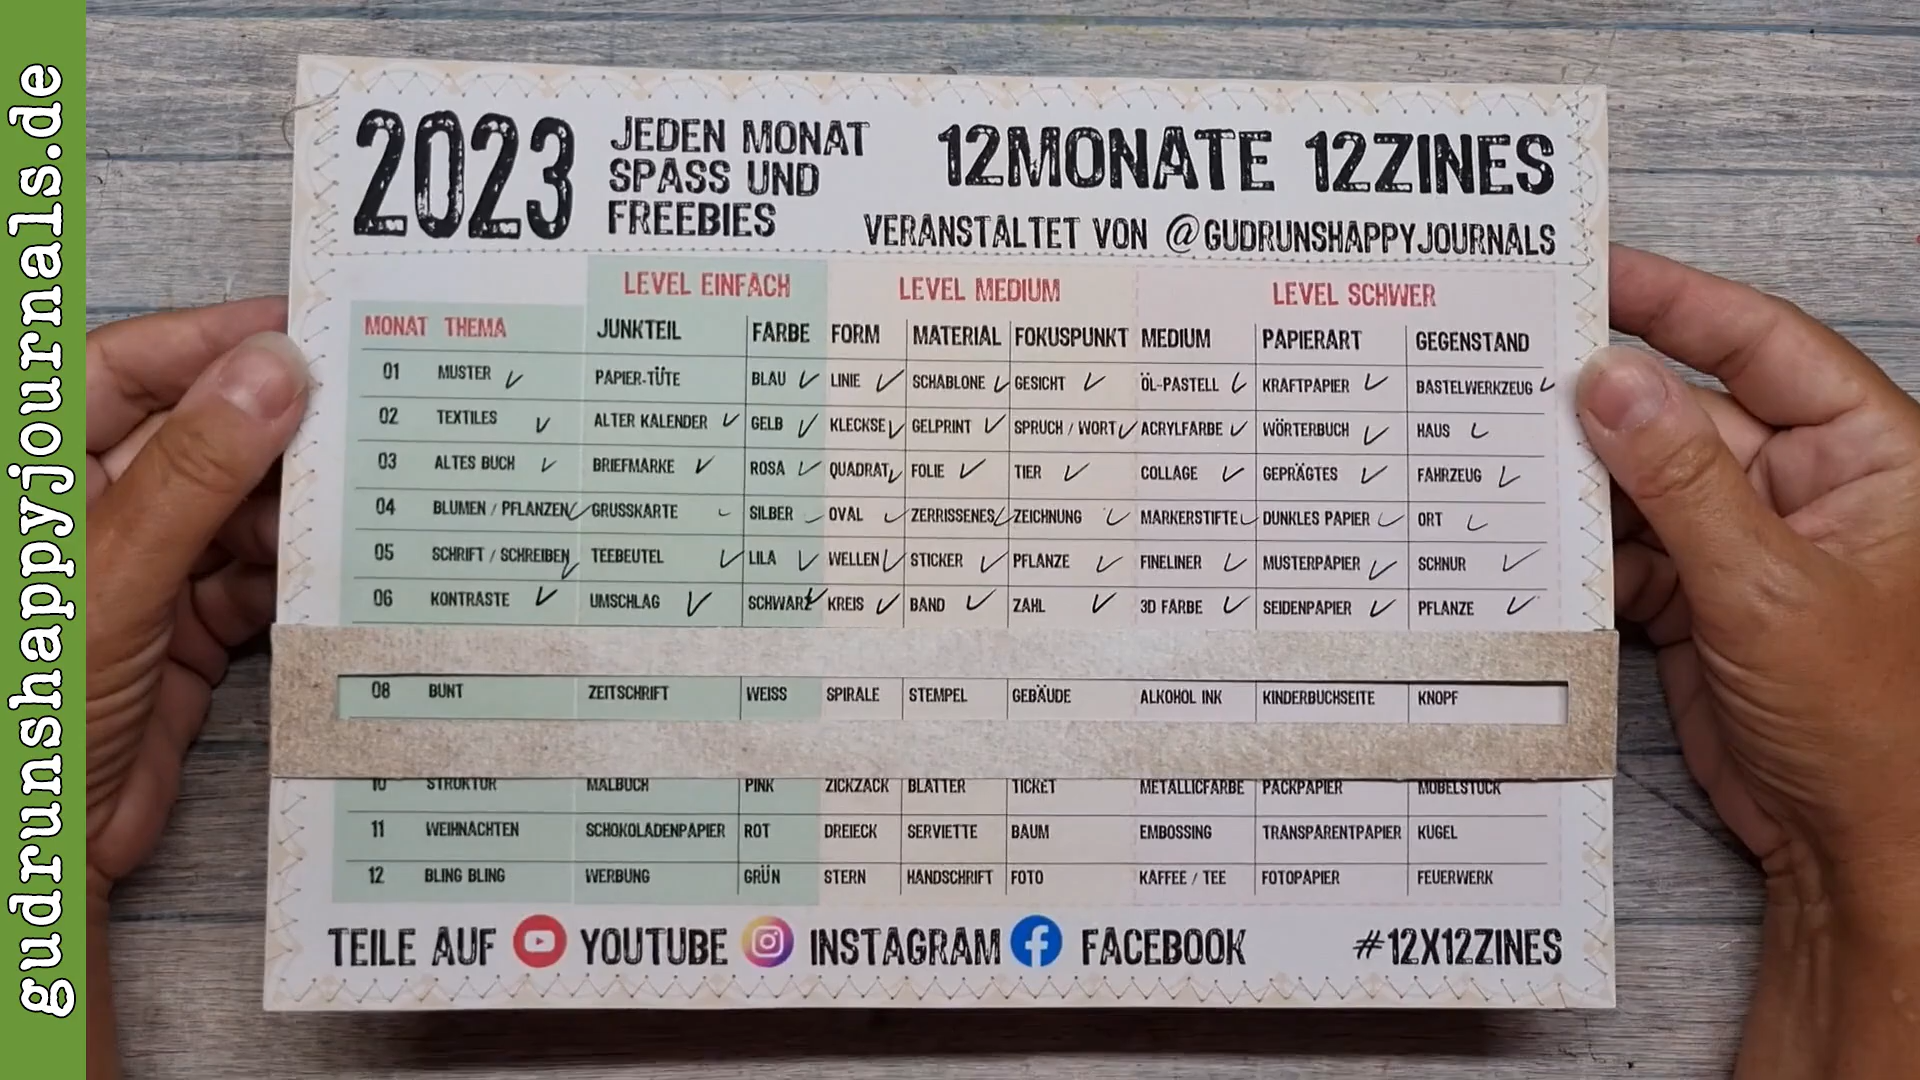 gudrunshappyjournals.de
2023
JEDEN MONAT
SPASS UND
FREEBIES
12MONATE 12ZINES
VERANSTALTET VON @GUDRUNSHAPPYJOURNALS
LEVEL EINFACH LEVEL MEDIUM LEVEL SCHWER
MONAT THEMA JUNKTEIL FARBE FORM MATERIAL FOKUSPUNKT MEDIUM PAPIERART GEGENSTAND
01 MUSTER PAPIER-TÜTE BLAU LINIE SCHABLONE GESICHT ÖL-PASTELL KRAFTPAPIER BASTELWERKZEUG
02 TEXTILES ALTER KALENDER GELB KLECKSE GELPRINT SPRUCH / WORT ACRYLFARBE WÖRTERBUCH HAUS
03 ALTES BUCH BRIEFMARKE ROSA QUADRAT FOLIE TIER COLLAGE GEPRÄGTES FAHRZEUG
04 BLUMEN / PFLANZEN GRUSSKARTE SILBER OVAL ZERRISSENES ZEICHNUNG MARKERSTIFTE DUNKLES PAPIER ORT
05 SCHRIFT / SCHREIBEN TEEBEUTEL LILA WELLEN STICKER PFLANZE FINELINER MUSTERPAPIER SCHNUR
06 KONTRASTE UMSCHLAG SCHWARZ KREIS BAND ZAHL 3D FARBE SEIDENPAPIER PFLANZE
08 BUNT ZEITSCHRIFT WEISS SPIRALE STEMPEL GEBÄUDE ALKOHOL INK KINDERBUCHSEITE KNOPF
10 STRUKTUR MALBUCH PINK ZICKZACK BLÄTTER TICKET METALLICFARBE PACKPAPIER MÖBELSTÜCK
11 WEIHNACHTEN SCHOKOLADENPAPIER ROT DREIECK SERVIETTE BAUM EMBOSSING TRANSPARENTPAPIER KUGEL
12 BLING BLING WERBUNG GRÜN STERN HANDSCHRIFT FOTO KAFFEE / TEE FOTOPAPIER FEUERWERK
TEILE AUF YOUTUBE INSTAGRAM FACEBOOK #12X12ZINES